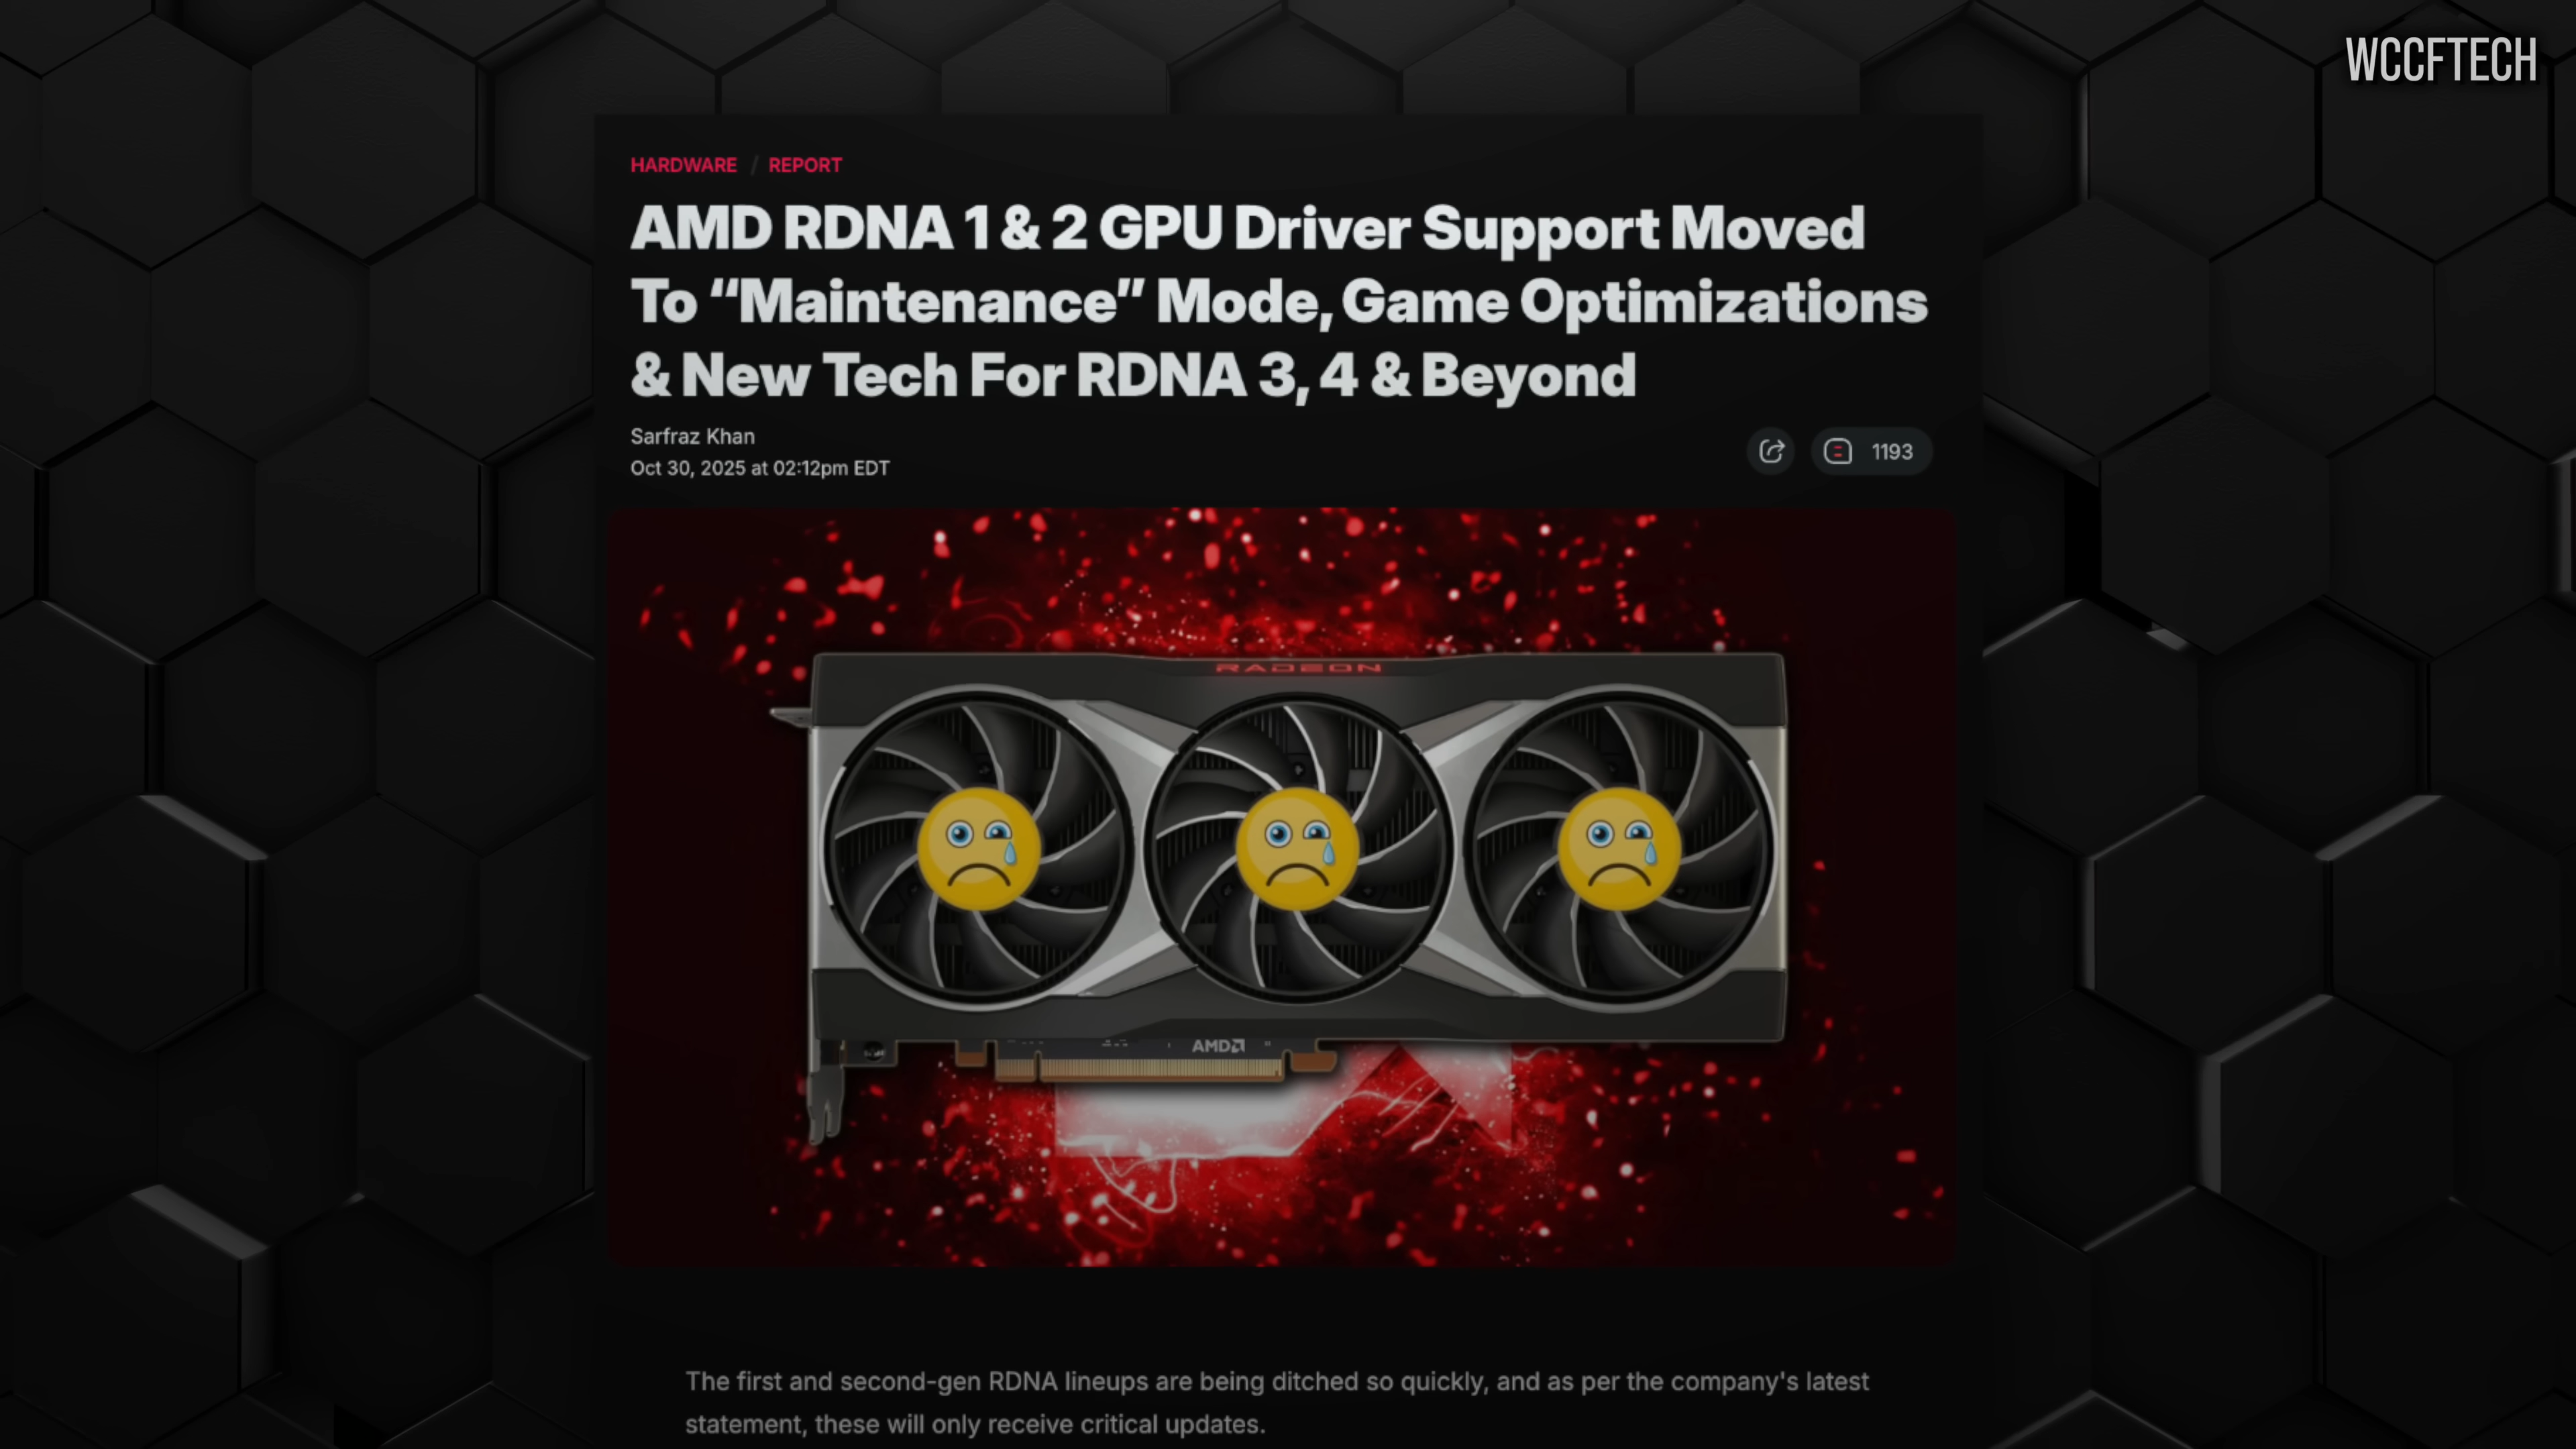 WCCFTECH
HARDWARE / REPORT
AMD RDNA 1 & 2 GPU Driver Support Moved
To “Maintenance” Mode, Game Optimizations
& New Tech For RDNA 3, 4 & Beyond
Sarfraz Khan
Oct 30, 2025 at 02:12pm EDT
1193
RADEON
AMD
The first and second-gen RDNA lineups are being ditched so quickly, and as per the company's latest
statement, these will only receive critical updates.